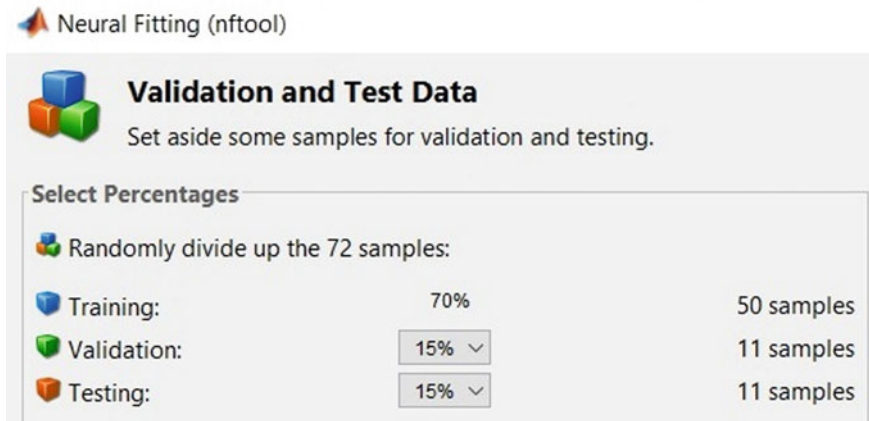 Neural Fitting (nftool)
Validation and Test Data
Set aside some samples for validation and testing.
Select Percentages
Randomly divide up the 72 samples:
Training: 70% 50 samples
Validation: 15% 11 samples
Testing: 15% 11 samples